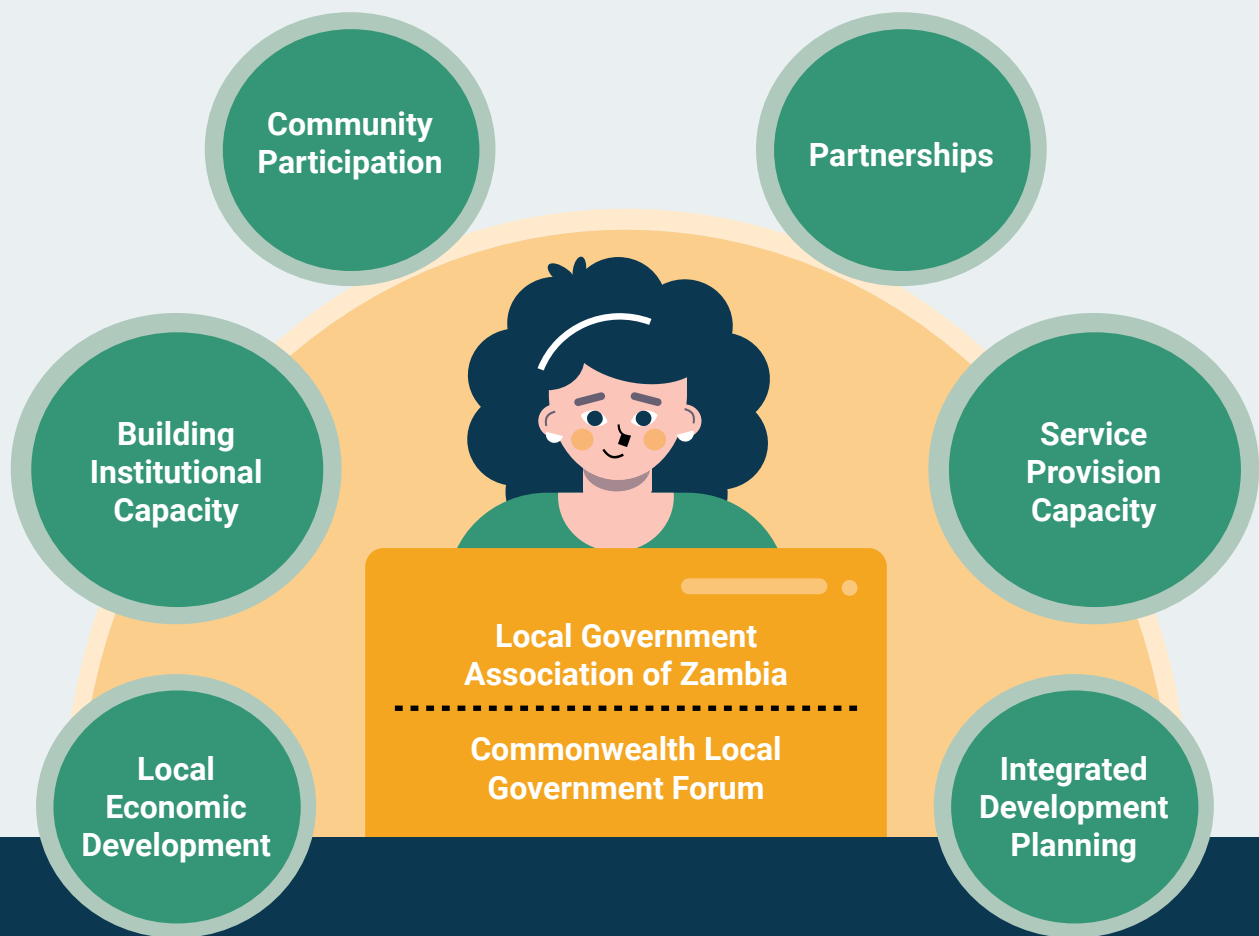 Community
Participation
Partnerships
Building
Institutional
Capacity
Service
Provision
Capacity
Local Government
Association of Zambia
Commonwealth Local
Government Forum
Local
Economic
Development
Integrated
Development
Planning